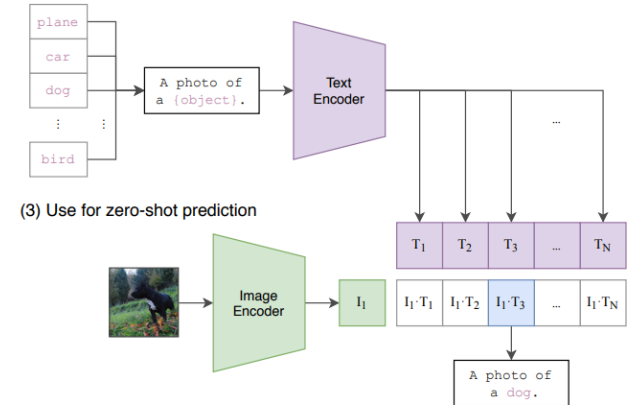 plane
car
dog
⋮ ⋮
bird
A photo of
a {object}.
Text
Encoder
...
(3) Use for zero-shot prediction
T1 T2 T3 ... TN
Image
Encoder
I1
I1·T1 I1·T2 I1·T3 ... I1·TN
A photo of
a dog.